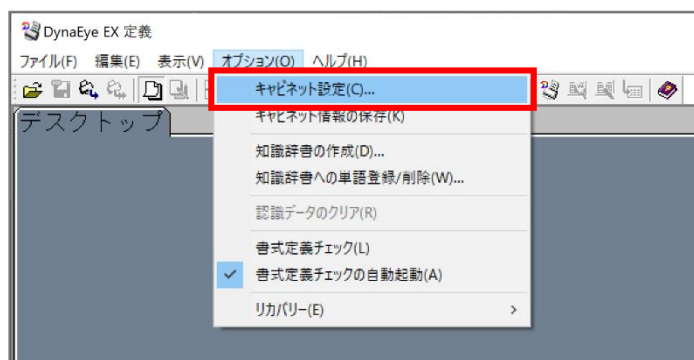 DynaEye EX 定義
ファイル(F) 編集(E) 表示(V) オプション(O) ヘルプ(H)
キャビネット設定(C)...
キャビネット情報の保存(K)
デスクトップ
知識辞書の作成(D)...
知識辞書への単語登録/削除(W)...
認識データのクリア(R)
書式定義チェック(L)
書式定義チェックの自動起動(A)
リカバリー(E)